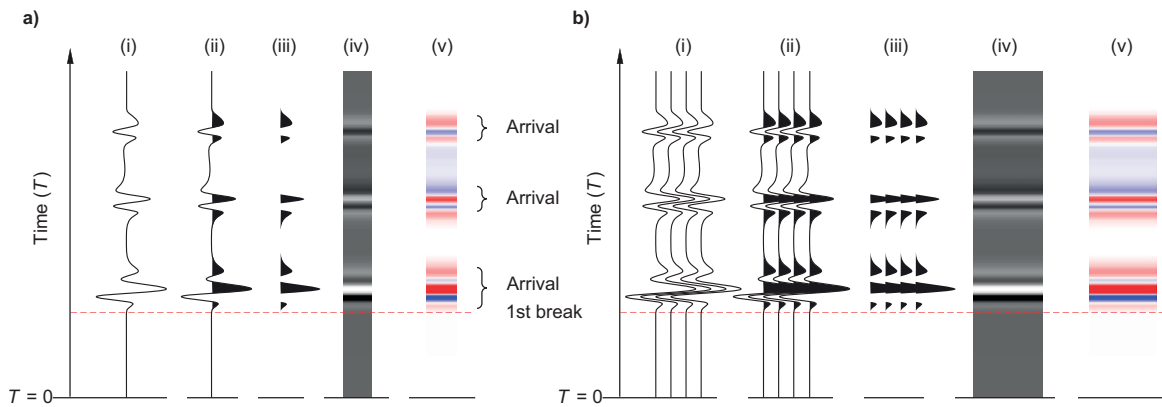 a)
(i) (ii) (iii) (iv) (v)
Time (T)
Arrival
Arrival
Arrival
1st break
T = 0
b)
(i) (ii) (iii) (iv) (v)
Time (T)
T = 0